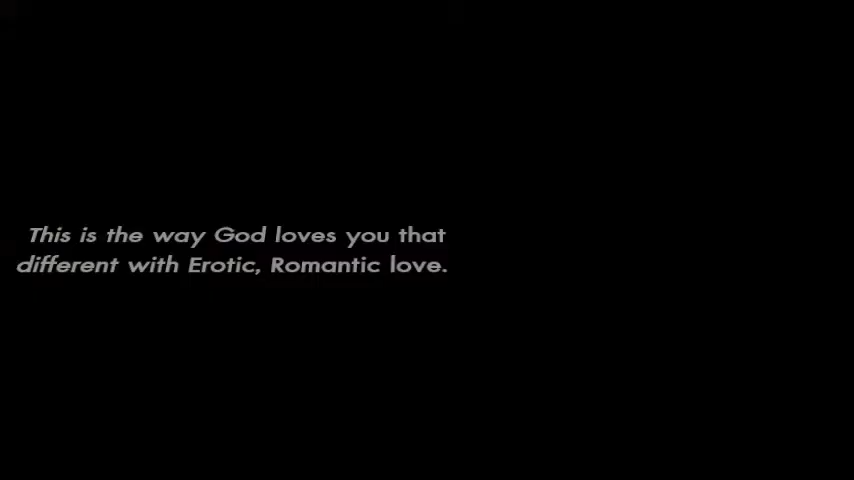 This is the way God loves you that
different with Erotic, Romantic love.